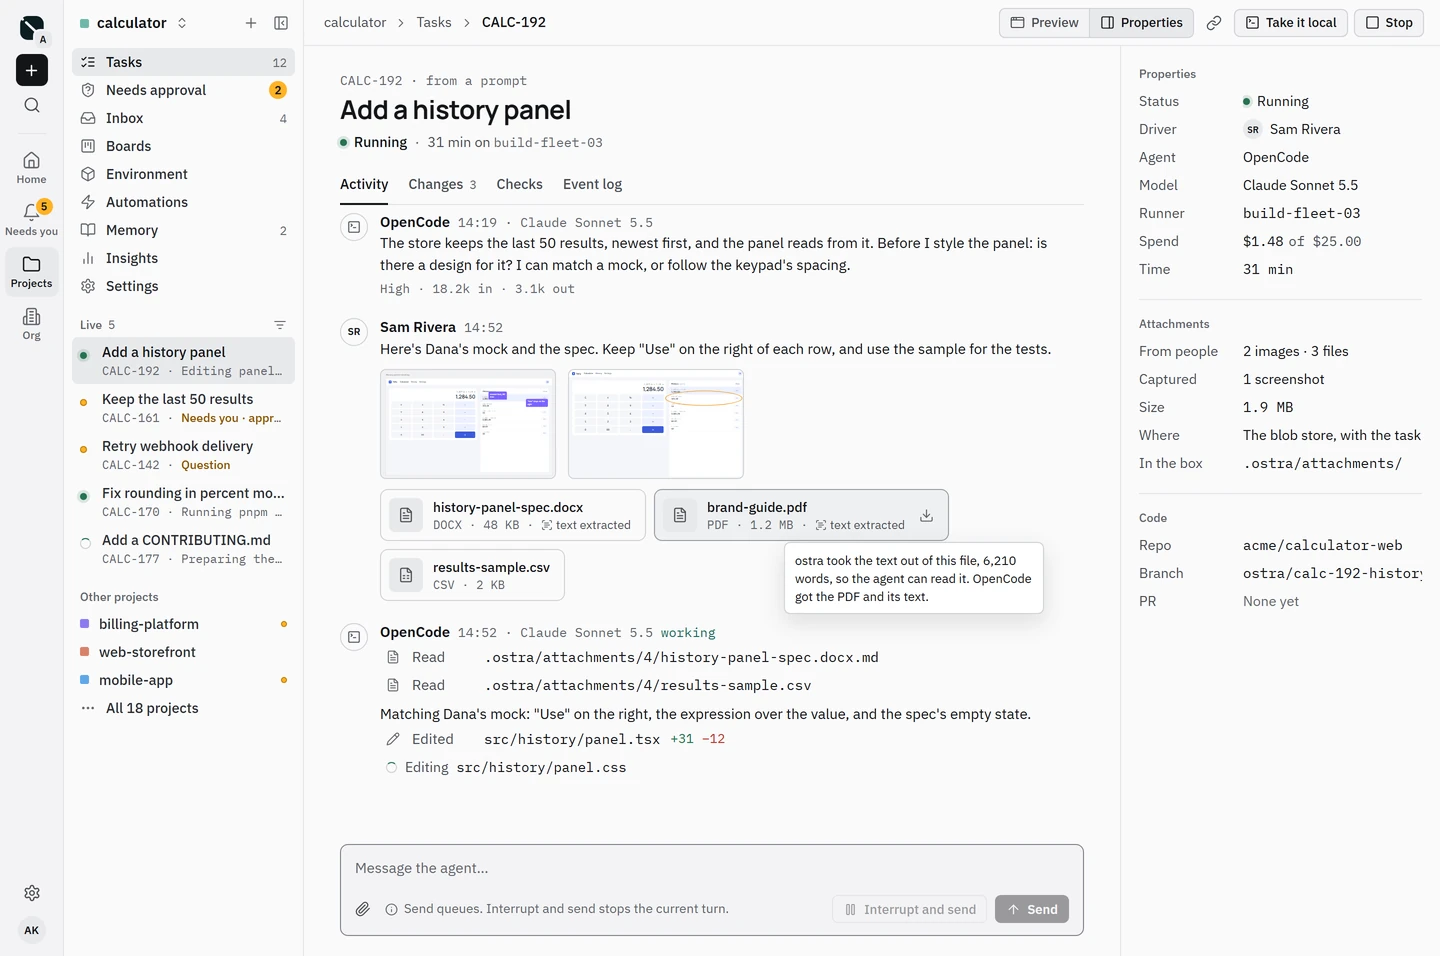 A
Home
5
Needs you
Projects
Org
AK
calculator
Tasks 12
Needs approval 2
Inbox 4
Boards
Environment
Automations
Memory 2
Insights
Settings
Live 5
Add a history panel
CALC-192 · Editing panel…
Keep the last 50 results
CALC-161 · Needs you · appr…
Retry webhook delivery
CALC-142 · Question
Fix rounding in percent mo…
CALC-170 · Running pnpm …
Add a CONTRIBUTING.md
CALC-177 · Preparing the…
Other projects
billing-platform
web-storefront
mobile-app
All 18 projects
calculator > Tasks > CALC-192
Preview
Properties
Take it local
Stop
CALC-192 · from a prompt
Add a history panel
Running · 31 min on build-fleet-03
Activity Changes 3 Checks Event log
OpenCode 14:19 · Claude Sonnet 5.5
The store keeps the last 50 results, newest first, and the panel reads from it. Before I style the panel: is
there a design for it? I can match a mock, or follow the keypad's spacing.
High · 18.2k in · 3.1k out
SR
Sam Rivera 14:52
Here's Dana's mock and the spec. Keep "Use" on the right of each row, and use the sample for the tests.
1,284.50
1,284.50
history-panel-spec.docx
DOCX · 48 KB · text extracted
brand-guide.pdf
PDF · 1.2 MB · text extracted
results-sample.csv
CSV · 2 KB
ostra took the text out of this file, 6,210
words, so the agent can read it. OpenCode
got the PDF and its text.
OpenCode 14:52 · Claude Sonnet 5.5 working
Read .ostra/attachments/4/history-panel-spec.docx.md
Read .ostra/attachments/4/results-sample.csv
Matching Dana's mock: "Use" on the right, the expression over the value, and the spec's empty state.
Edited src/history/panel.tsx +31 −12
Editing src/history/panel.css
Message the agent…
Send queues. Interrupt and send stops the current turn.
Interrupt and send
Send
Properties
Status Running
Driver SR Sam Rivera
Agent OpenCode
Model Claude Sonnet 5.5
Runner build-fleet-03
Spend $1.48 of $25.00
Time 31 min
Attachments
From people 2 images · 3 files
Captured 1 screenshot
Size 1.9 MB
Where The blob store, with the task
In the box .ostra/attachments/
Code
Repo acme/calculator-web
Branch ostra/calc-192-history
PR None yet